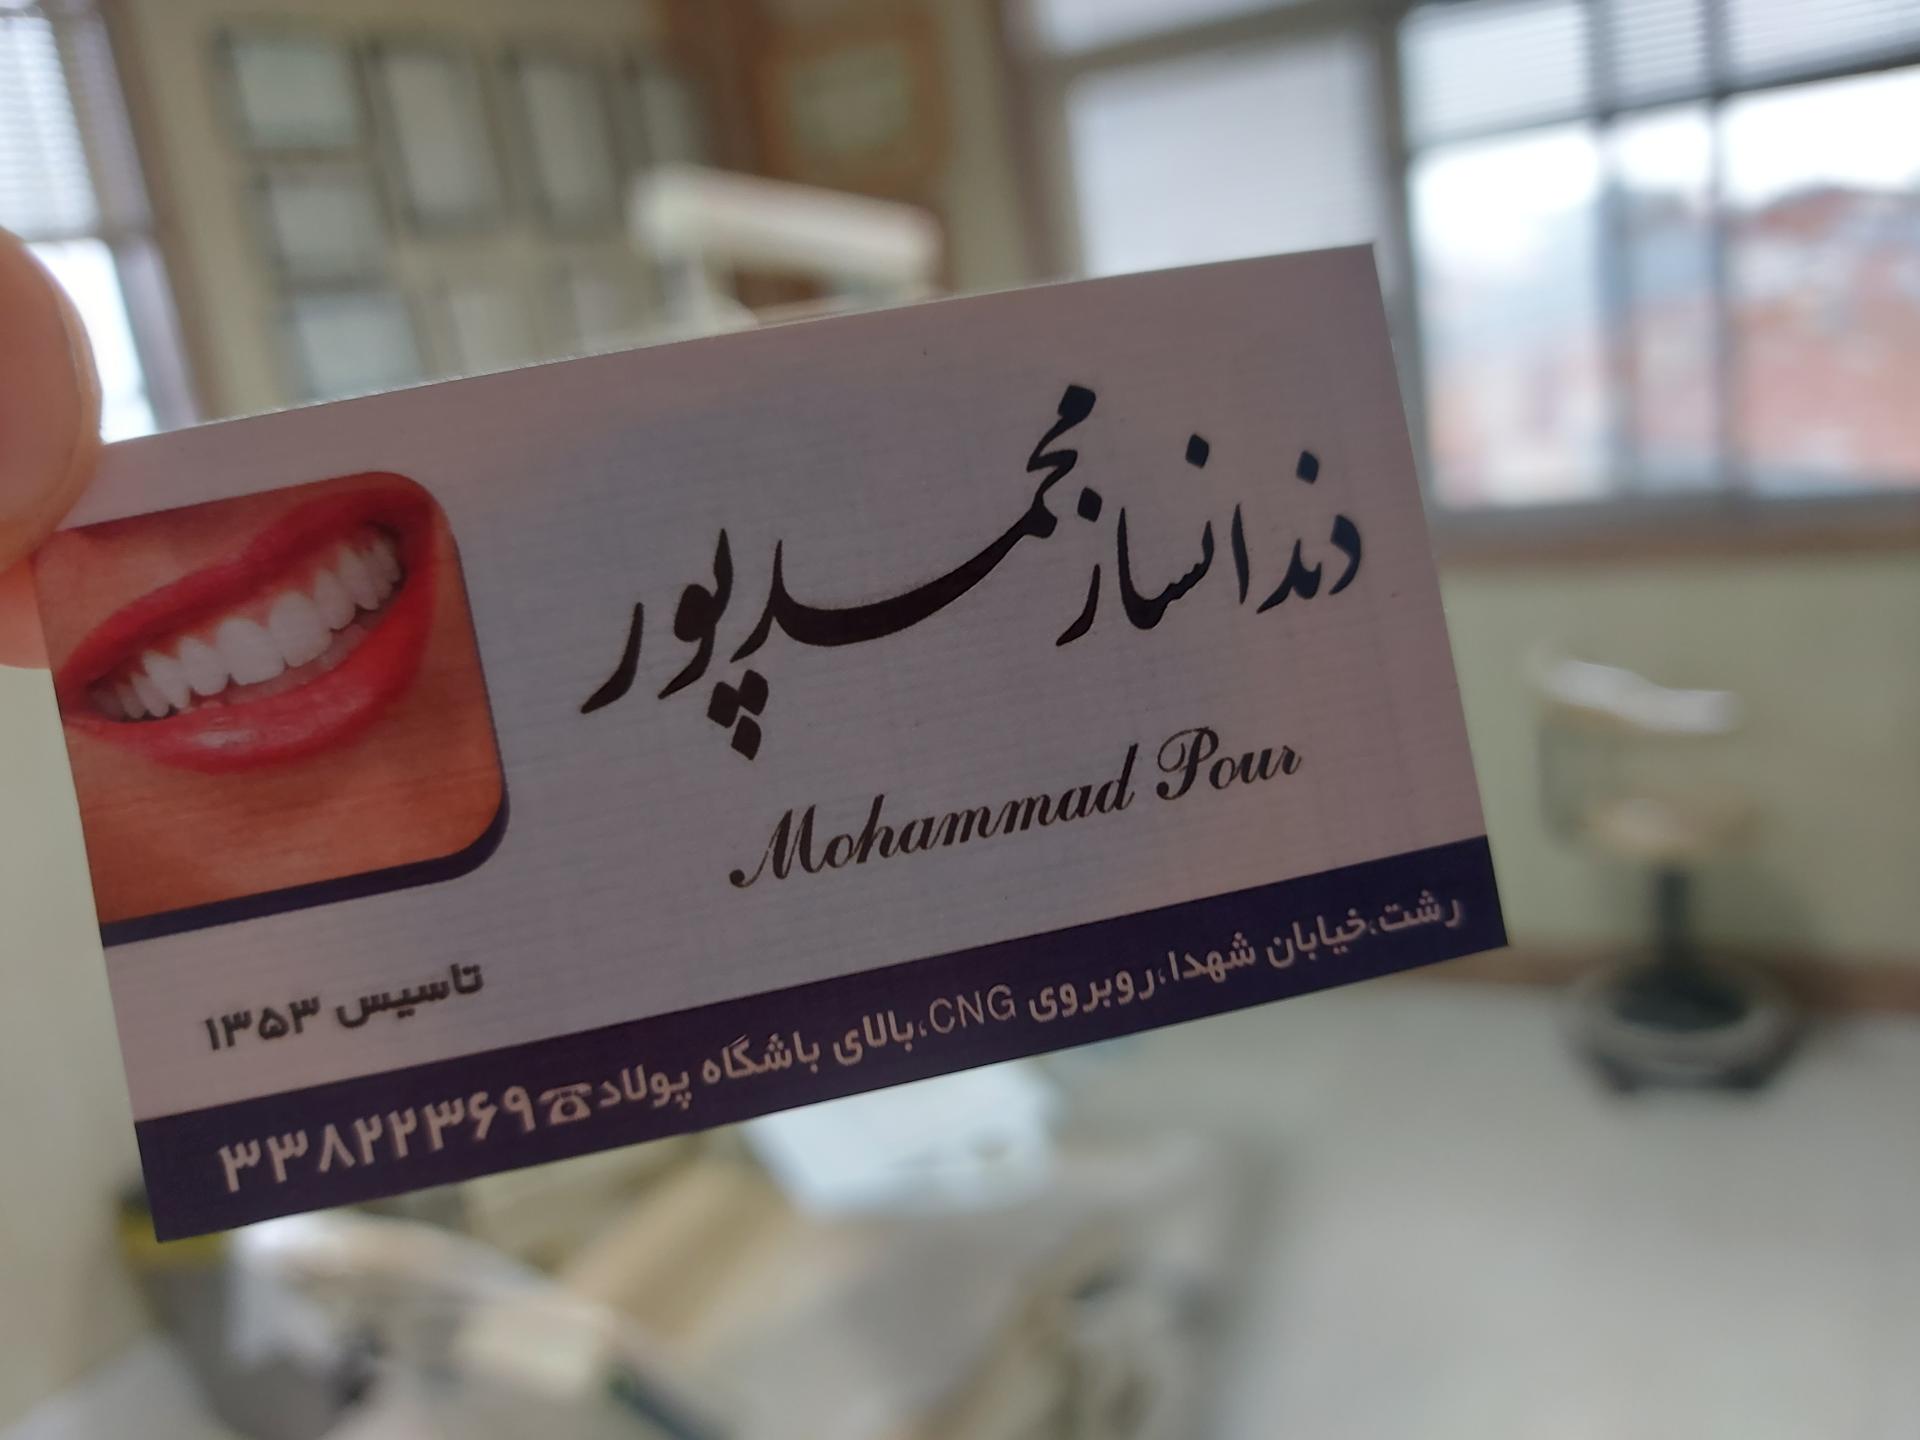 دندانساز محمدپور
Mohammad Pour
تاسیس ۱۳۵۳
رشت،خیابان شهدا،روبروی CNG،بالای باشگاه پولاد☎۳۳۸۲۲۳۶۹